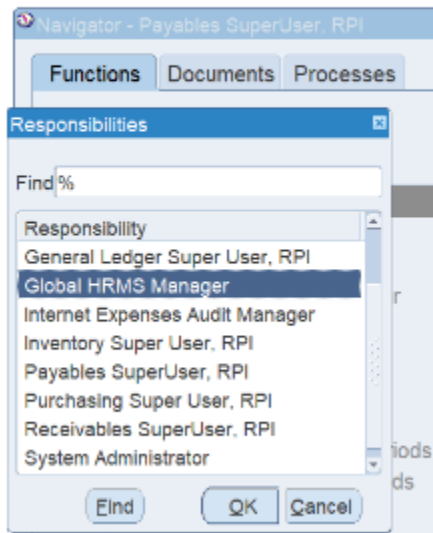 Navigator - Payables SuperUser, RPI
Functions Documents Processes
Responsibilities
Find %
Responsibility
General Ledger Super User, RPI
Global HRMS Manager
Internet Expenses Audit Manager
Inventory Super User, RPI
Payables SuperUser, RPI
Purchasing Super User, RPI
Receivables SuperUser, RPI
System Administrator
Find OK Cancel